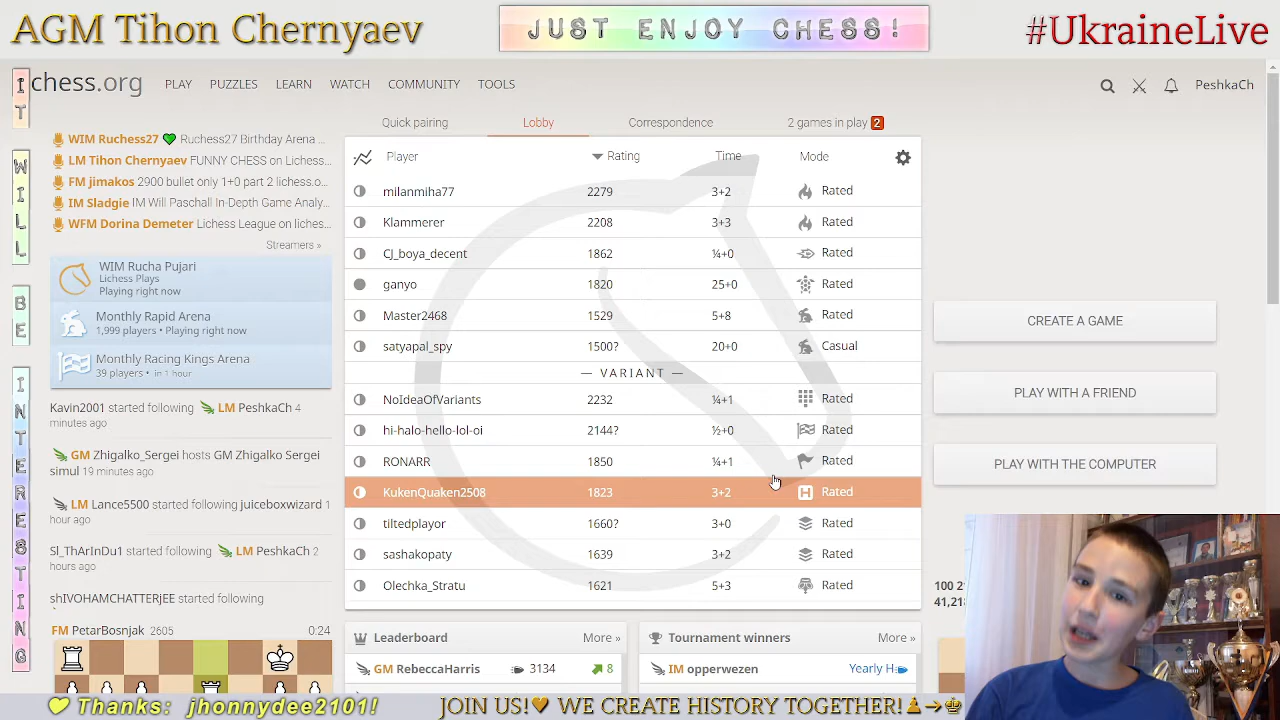 AGM Tihon Chernyaev
JUST ENJOY CHESS!
#UkraineLive
IT WILL BE INTERESTING
chess.org
PLAY PUZZLES LEARN WATCH COMMUNITY TOOLS
PeshkaCh
WIM Ruchess27 Ruchess27 Birthday Arena ...
LM Tihon Chernyaev FUNNY CHESS on Lichess...
FM jimakos 2900 bullet only 1+0 part 2 lichess.o...
IM Sladgie IM Will Paschall In-Depth Game Analy...
WFM Dorina Demeter Lichess League on lichess...
Streamers »
WIM Rucha Pujari
Lichess Plays
Playing right now
Monthly Rapid Arena
1,999 players • Playing right now
Monthly Racing Kings Arena
39 players • in 1 hour
Kavin2001 started following LM PeshkaCh 4
minutes ago
GM Zhigalko_Sergei hosts GM Zhigalko Sergei
simul 19 minutes ago
LM Lance5500 started following juiceboxwizard 1
hour ago
Sl_ThArInDu1 started following LM PeshkaCh 2
hours ago
shIVOHAMCHATTERJEE started following
FM PetarBosnjak 2605 0:24
Quick pairing Lobby Correspondence 2 games in play 2
Player Rating Time Mode
milanmiha77 2279 3+2 Rated
Klammerer 2208 3+3 Rated
CJ_boya_decent 1862 ¼+0 Rated
ganyo 1820 25+0 Rated
Master2468 1529 5+8 Rated
satyapal_spy 1500? 20+0 Casual
— VARIANT —
NoIdeaOfVariants 2232 ¼+1 Rated
hi-halo-hello-lol-oi 2144? ½+0 Rated
RONARR 1850 ¼+1 Rated
KukenQuaken2508 1823 3+2 H Rated
tiltedplayor 1660? 3+0 Rated
sashakopaty 1639 3+2 Rated
Olechka_Stratu 1621 5+3 Rated
CREATE A GAME
PLAY WITH A FRIEND
PLAY WITH THE COMPUTER
100 2
41,21
Leaderboard More »
GM RebeccaHarris 3134 8
Tournament winners More »
IM opperwezen Yearly H
Thanks: jhonnydee2101!
JOIN US! WE CREATE HISTORY TOGETHER!